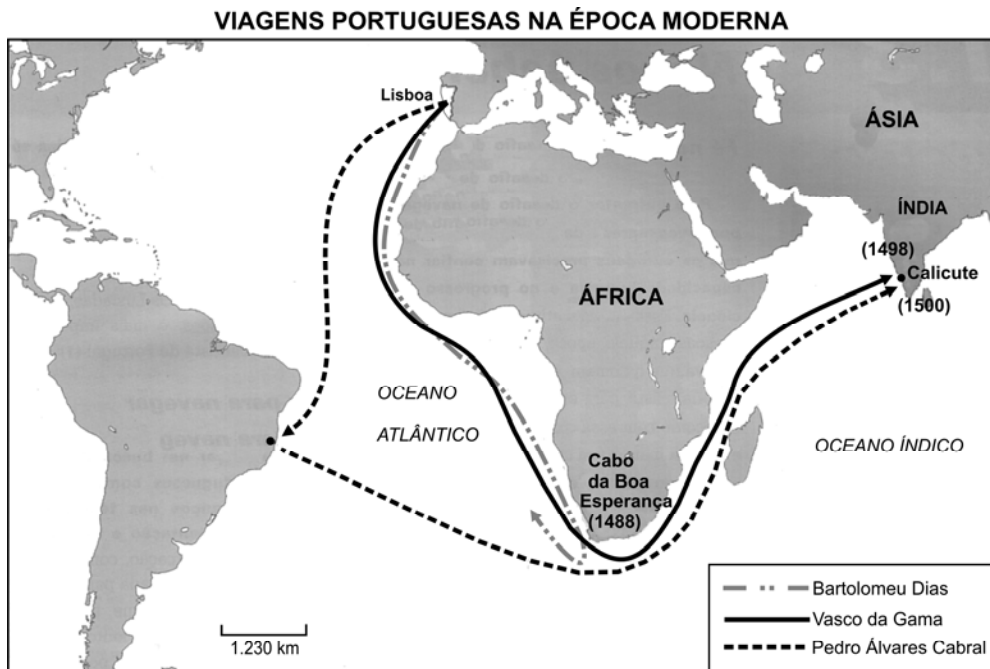 VIAGENS PORTUGUESAS NA ÉPOCA MODERNA
Lisboa
ÁSIA
ÍNDIA
(1498)
Calicute
(1500)
ÁFRICA
OCEANO
ATLÂNTICO
OCEANO ÍNDICO
Cabo
da Boa
Esperança
(1488)
1.230 km
Bartolomeu Dias
Vasco da Gama
Pedro Álvares Cabral